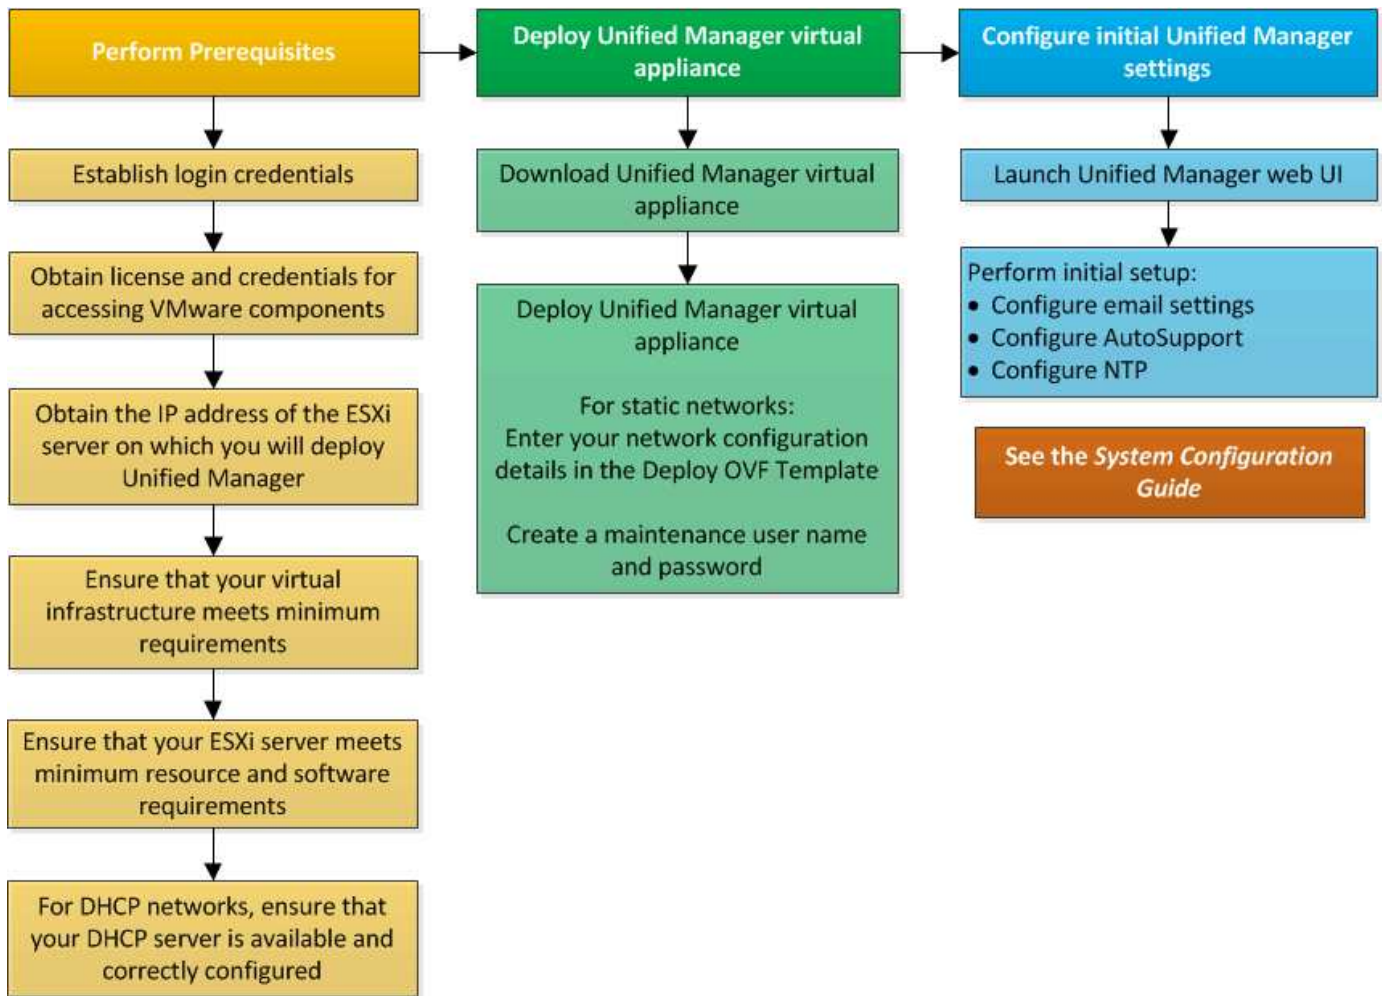 Perform Prerequisites
Establish login credentials
Obtain license and credentials for
accessing VMware components
Obtain the IP address of the ESXi
server on which you will deploy
Unified Manager
Ensure that your virtual
infrastructure meets minimum
requirements
Ensure that your ESXi server meets
minimum resource and software
requirements
For DHCP networks, ensure that
your DHCP server is available and
correctly configured
Deploy Unified Manager virtual
appliance
Download Unified Manager virtual
appliance
Deploy Unified Manager virtual
appliance
For static networks:
Enter your network configuration
details in the Deploy OVF Template
Create a maintenance user name
and password
Configure initial Unified Manager
settings
Launch Unified Manager web UI
Perform initial setup:
• Configure email settings
• Configure AutoSupport
• Configure NTP
See the System Configuration
Guide